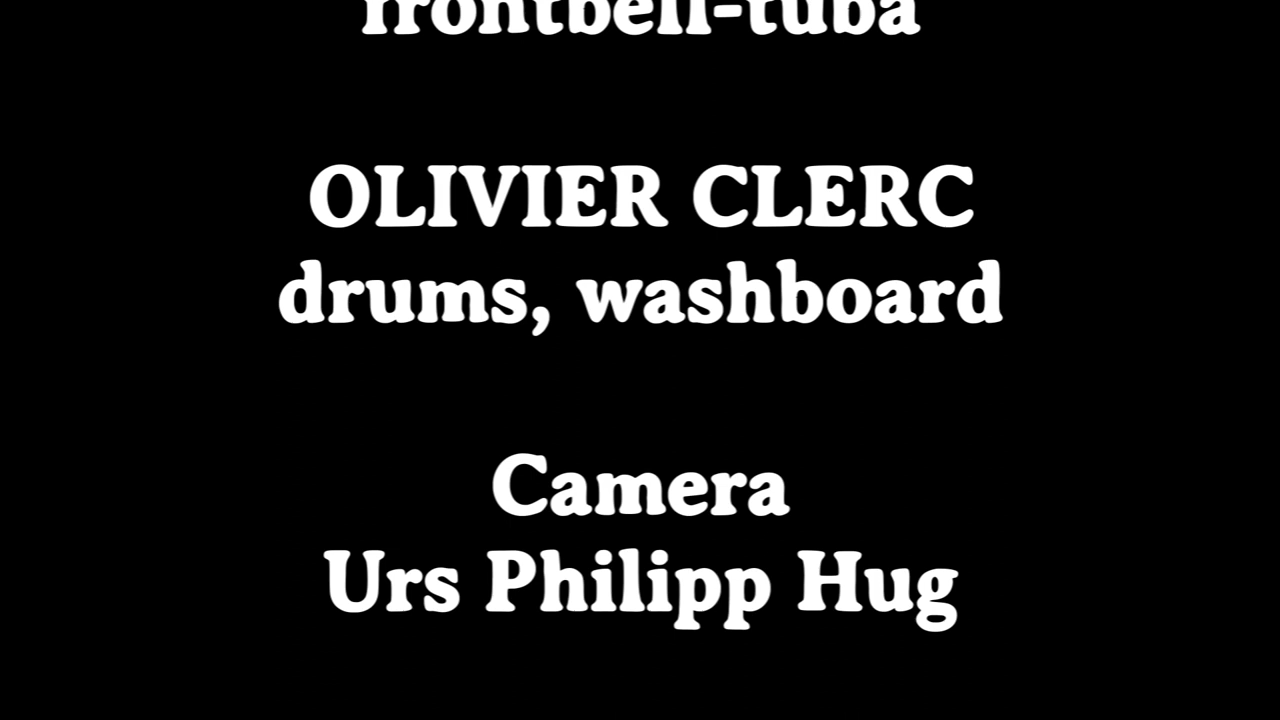 frontbell-tuba
OLIVIER CLERC
drums, washboard
Camera
Urs Philipp Hug